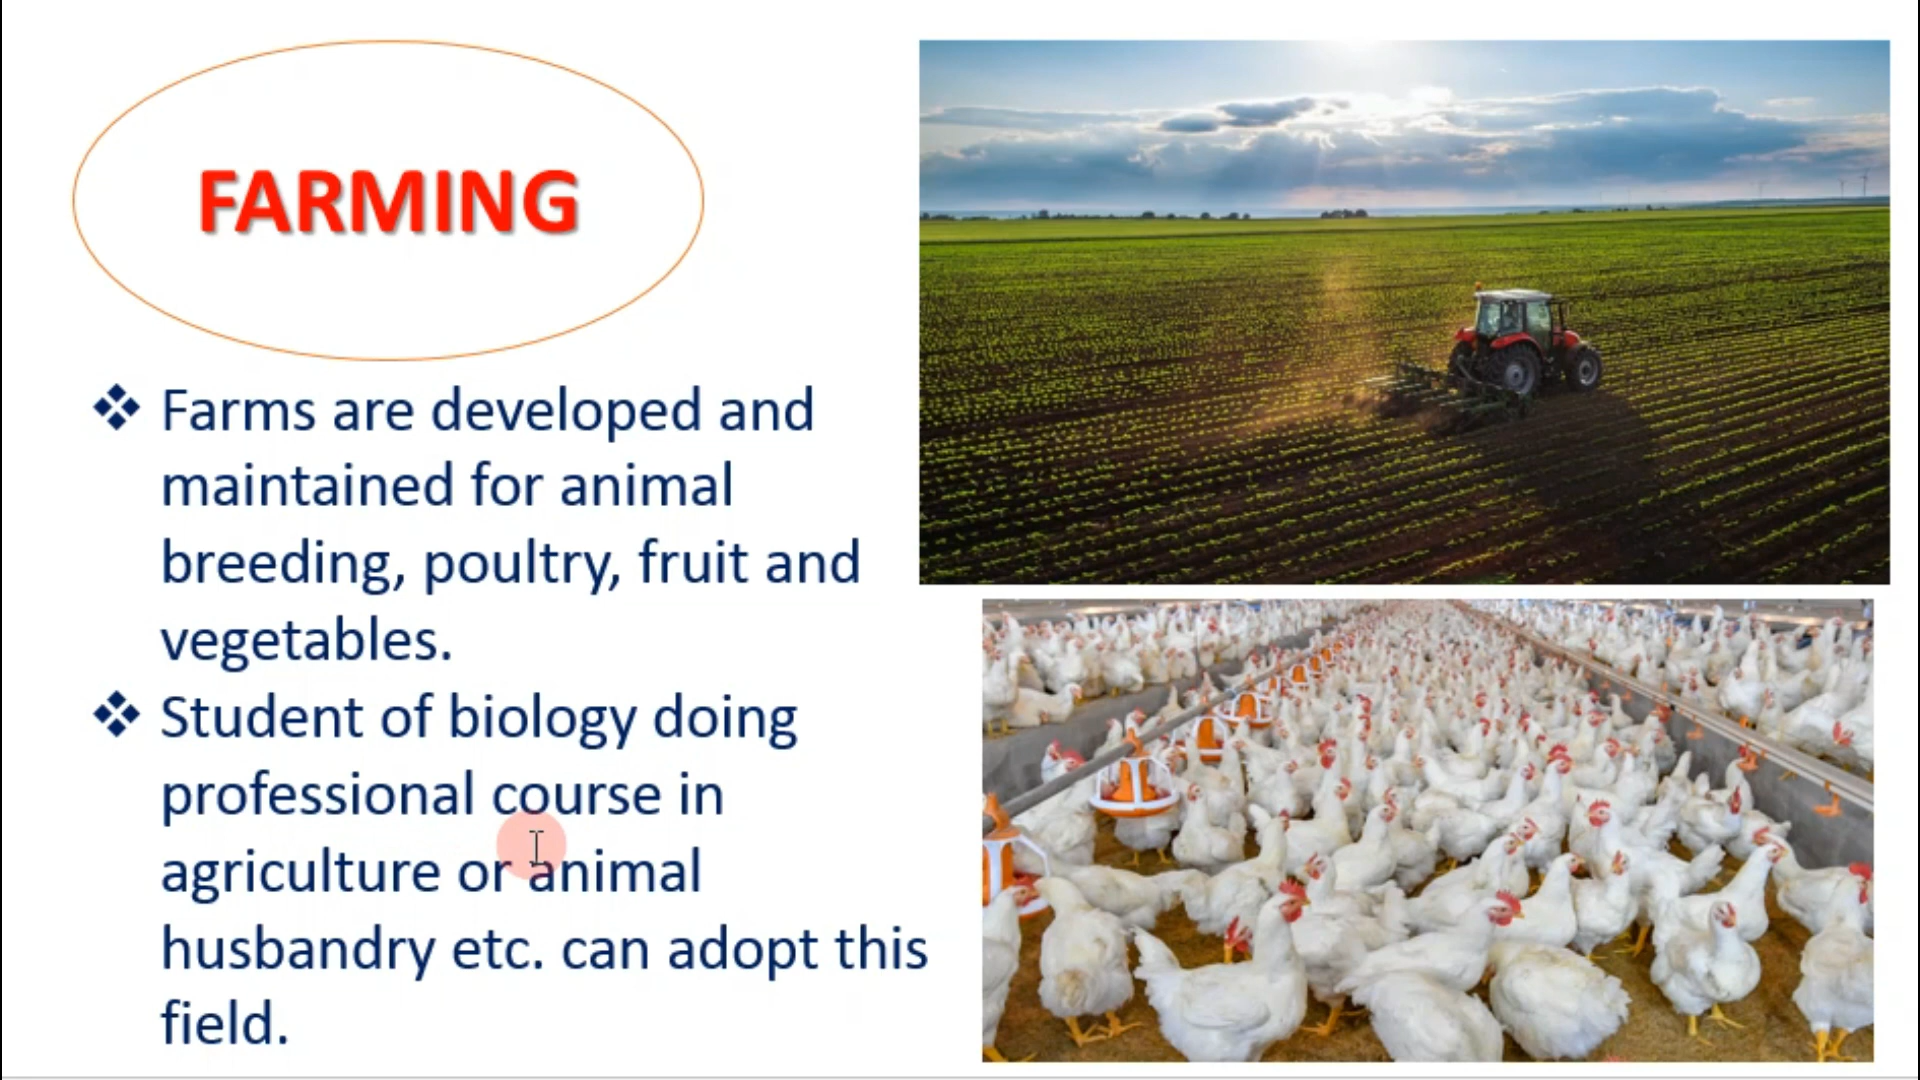 FARMING
❖ Farms are developed and
maintained for animal
breeding, poultry, fruit and
vegetables.
❖ Student of biology doing
professional course in
agriculture or animal
husbandry etc. can adopt this
field.